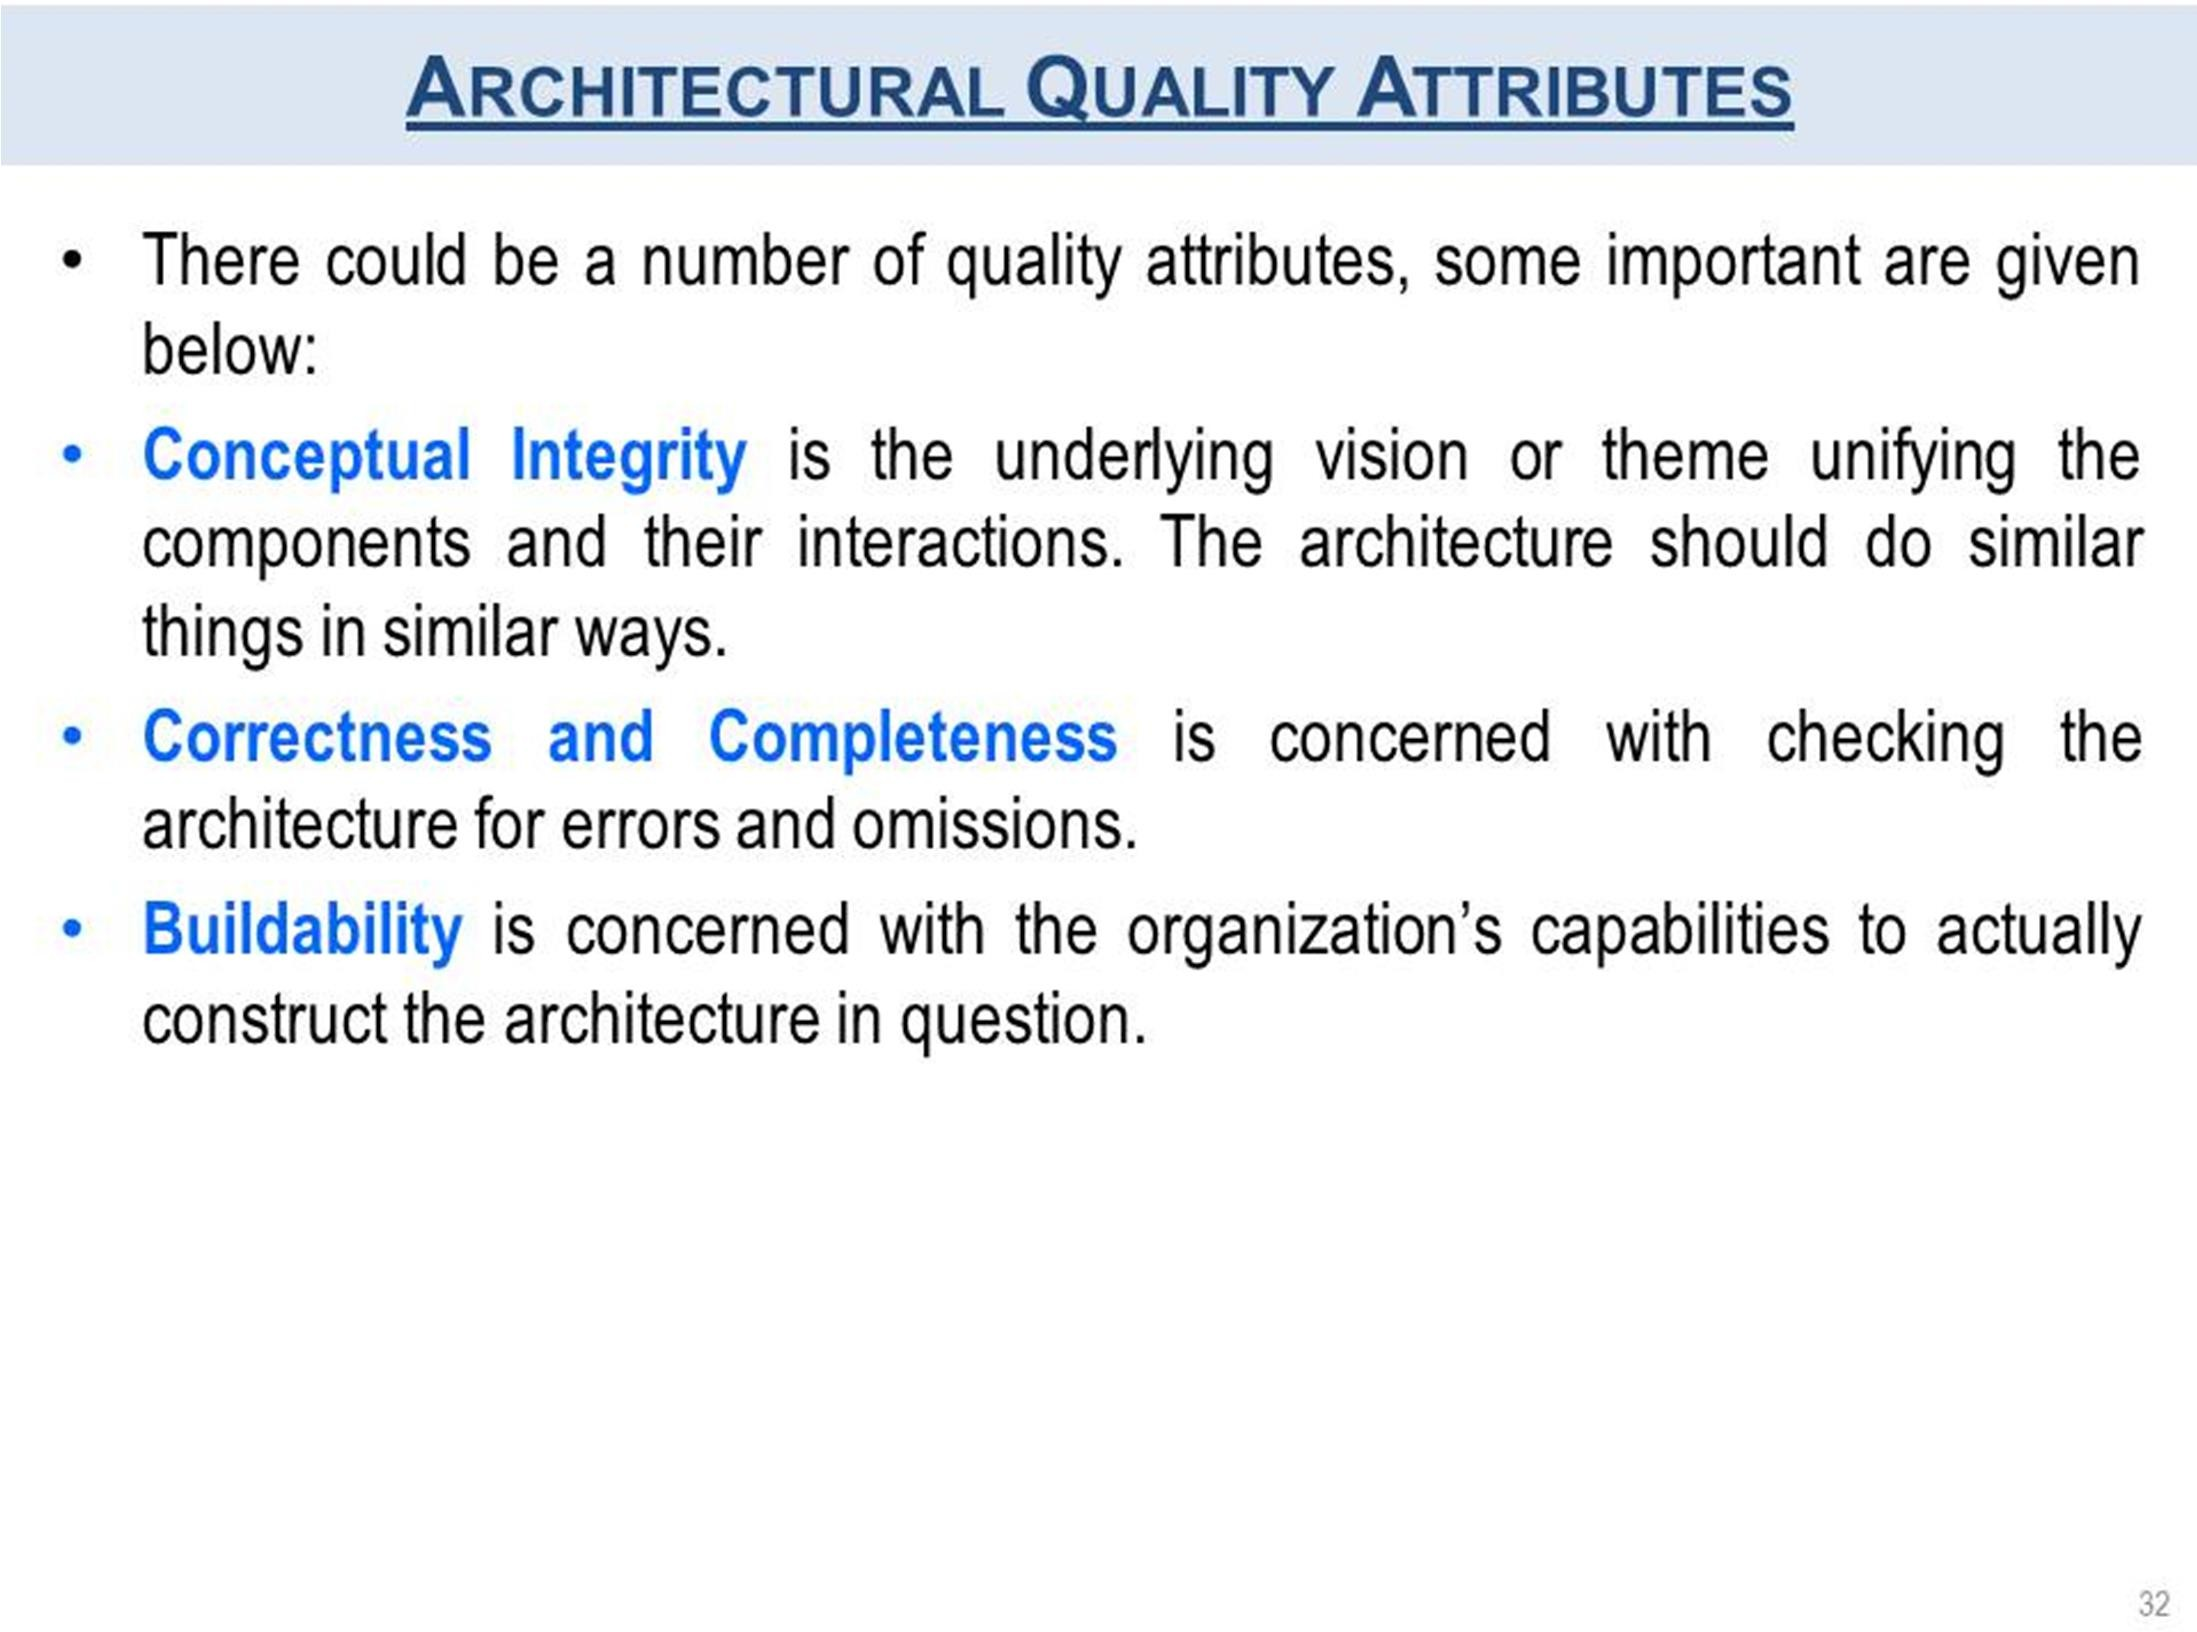 ARCHITECTURAL QUALITY ATTRIBUTES
• There could be a number of quality attributes, some important are given
below:
• Conceptual Integrity is the underlying vision or theme unifying the
components and their interactions. The architecture should do similar
things in similar ways.
• Correctness and Completeness is concerned with checking the
architecture for errors and omissions.
• Buildability is concerned with the organization’s capabilities to actually
construct the architecture in question.
32